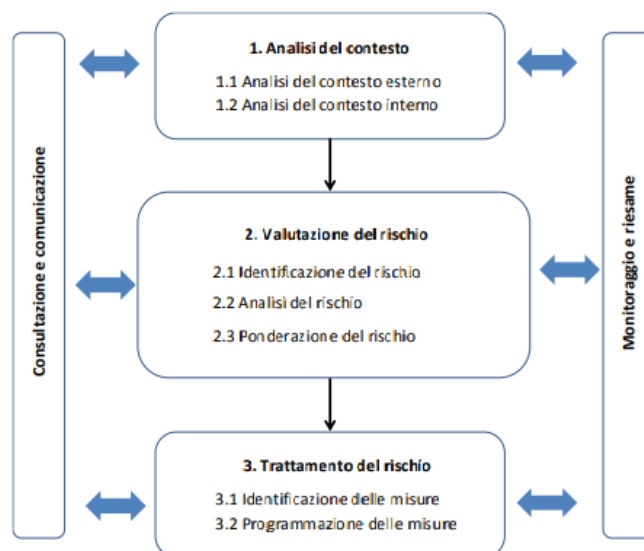 Consultazione e comunicazione
1. Analisi del contesto
1.1 Analisi del contesto esterno
1.2 Analisi del contesto interno
2. Valutazione del rischio
2.1 Identificazione del rischio
2.2 Analisi del rischio
2.3 Ponderazione del rischio
3. Trattamento del rischio
3.1 Identificazione delle misure
3.2 Programmazione delle misure
Monitoraggio e riesame